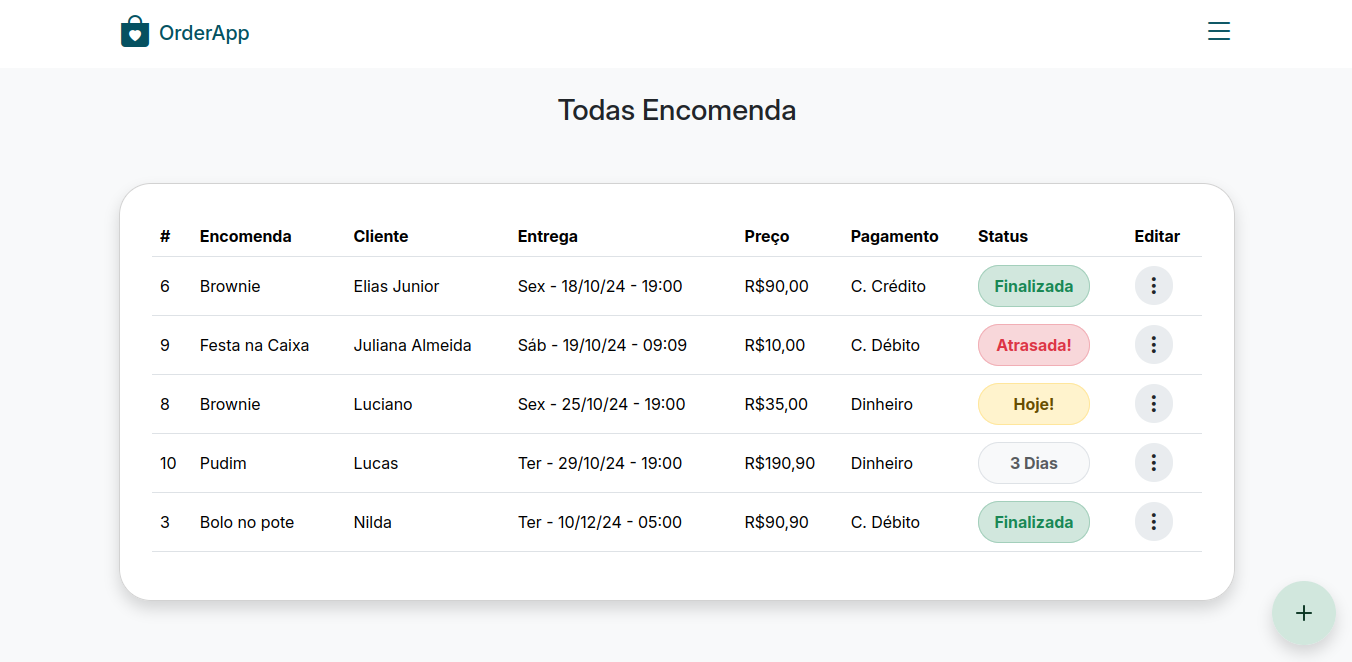 OrderApp
Todas Encomenda
# Encomenda Cliente Entrega Preço Pagamento Status Editar
6 Brownie Elias Junior Sex - 18/10/24 - 19:00 R$90,00 C. Crédito Finalizada
9 Festa na Caixa Juliana Almeida Sáb - 19/10/24 - 09:09 R$10,00 C. Débito Atrasada!
8 Brownie Luciano Sex - 25/10/24 - 19:00 R$35,00 Dinheiro Hoje!
10 Pudim Lucas Ter - 29/10/24 - 19:00 R$190,90 Dinheiro 3 Dias
3 Bolo no pote Nilda Ter - 10/12/24 - 05:00 R$90,90 C. Débito Finalizada
+